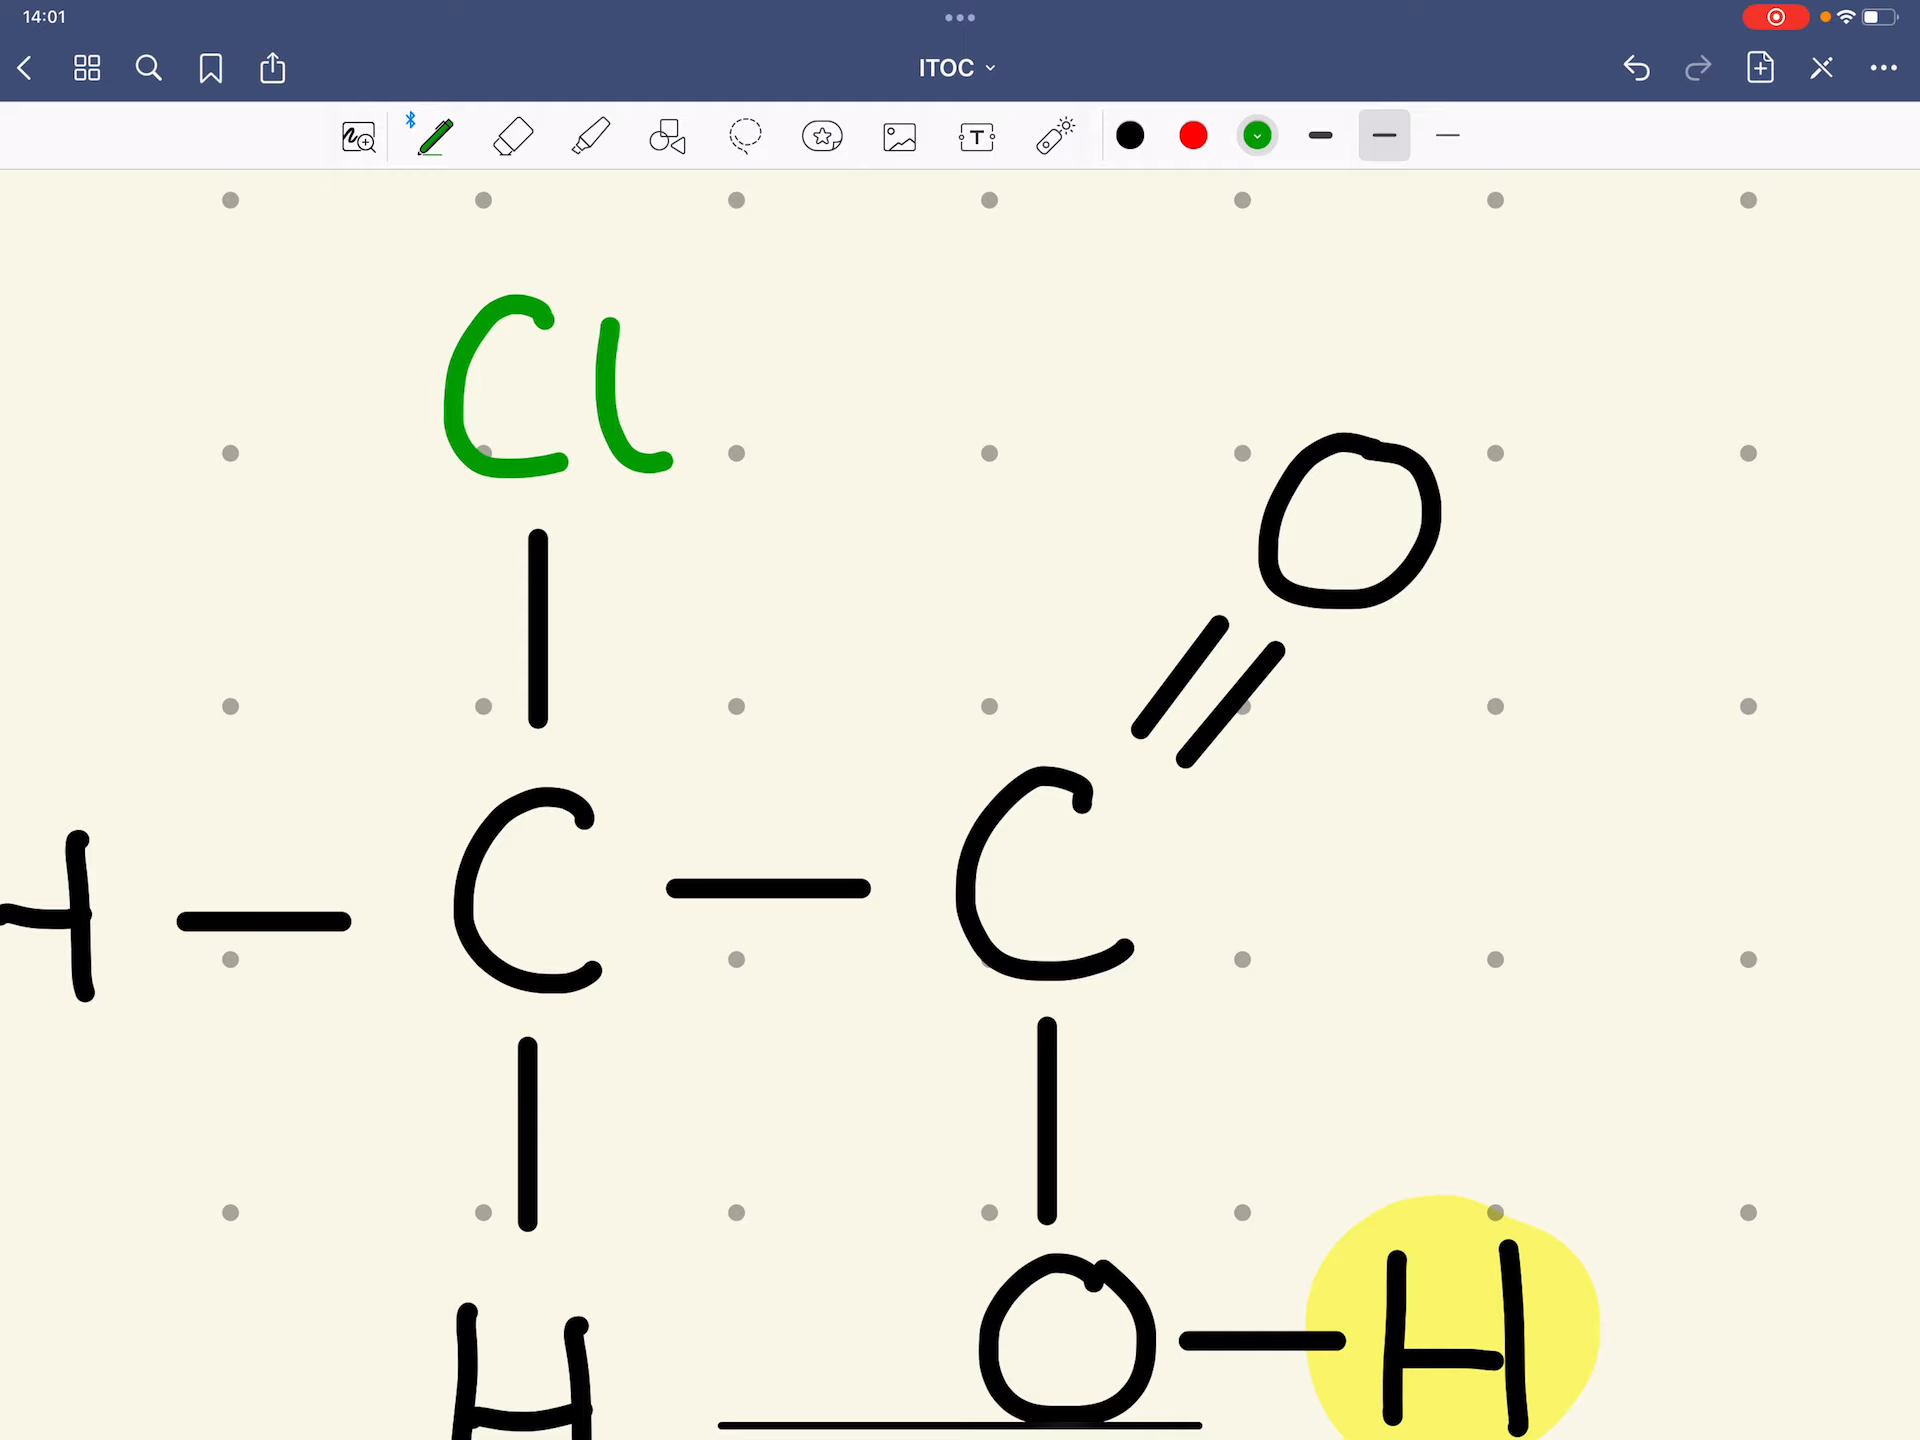 14:01
ITOC
T
Cl
O
H — C — C
O — H
H